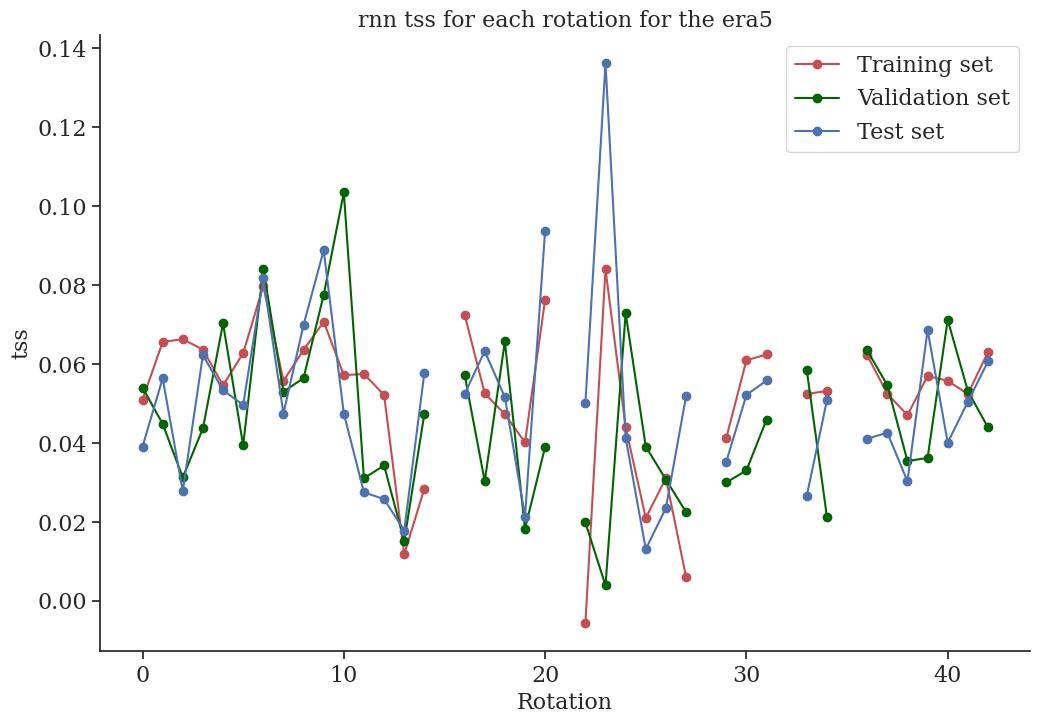 rnn tss for each rotation for the era5
0.14
0.12
0.10
0.08
0.06
0.04
0.02
0.00
tss
Training set
Validation set
Test set
0 10 20 30 40
Rotation